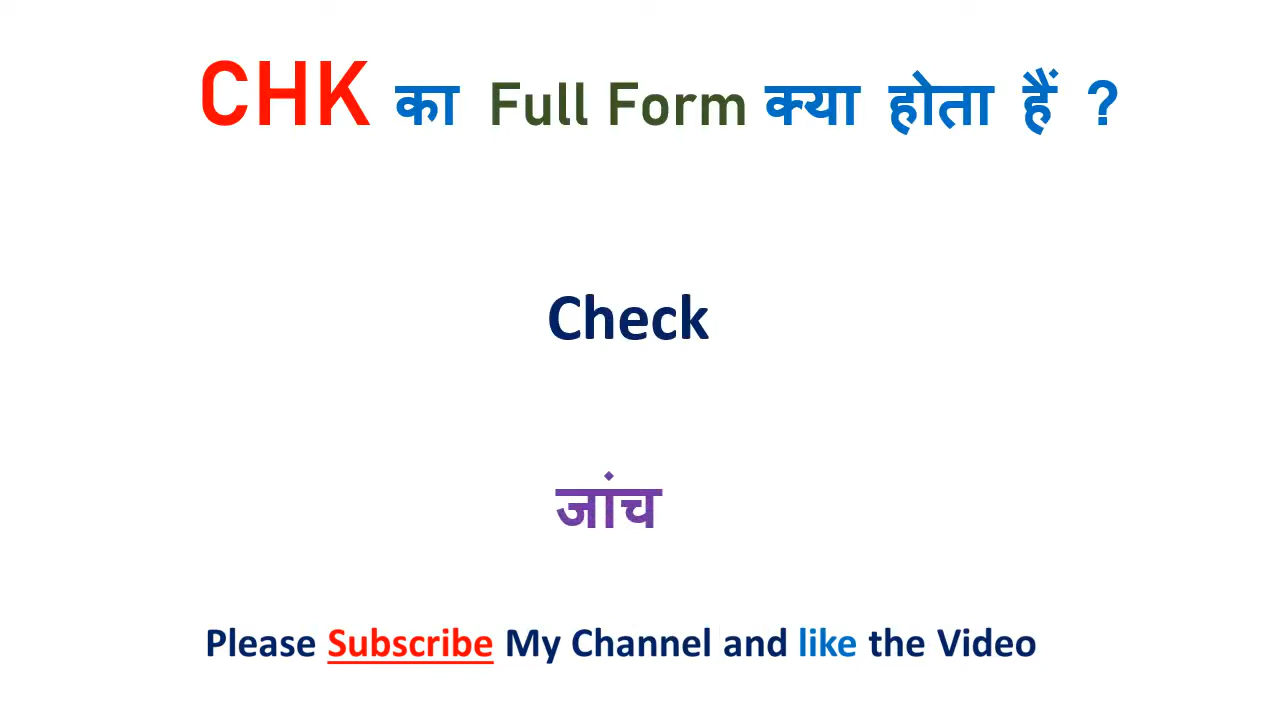 CHK का Full Form क्या होता हैं ?
Check
जांच
Please Subscribe My Channel and like the Video